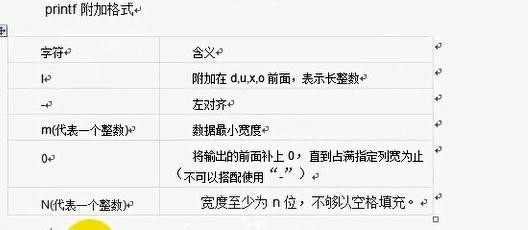 printf 附加格式
字符 含义
l 附加在 d,u,x,o 前面，表示长整数
- 左对齐
m(代表一个整数) 数据最小宽度
0 将输出的前面补上 0，直到占满指定列宽为止
（不可以搭配使用“-”）
N(代表一个整数) 宽度至少为 n 位，不够以空格填充。